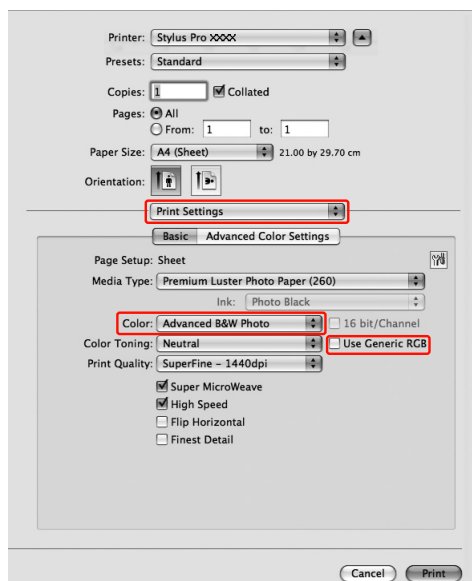 Printer: Stylus Pro XXXX
Presets: Standard
Copies: 1 Collated
Pages: All
From: 1 to: 1
Paper Size: A4 (Sheet) 21.00 by 29.70 cm
Orientation:
Print Settings
Basic Advanced Color Settings
Page Setup: Sheet
Media Type: Premium Luster Photo Paper (260)
Ink: Photo Black
Color: Advanced B&W Photo 16 bit/Channel
Color Toning: Neutral Use Generic RGB
Print Quality: SuperFine – 1440dpi
Super MicroWeave
High Speed
Flip Horizontal
Finest Detail
Cancel Print